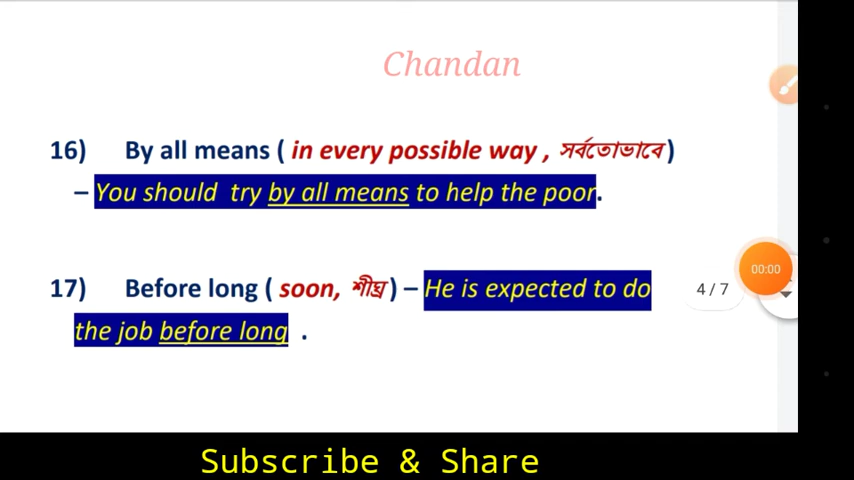 Chandan
16) By all means ( in every possible way , সর্বতোভাবে)
– You should try by all means to help the poor.
17) Before long ( soon, শীঘ্র) – He is expected to do
the job before long .
4 / 7
00:00
Subscribe & Share